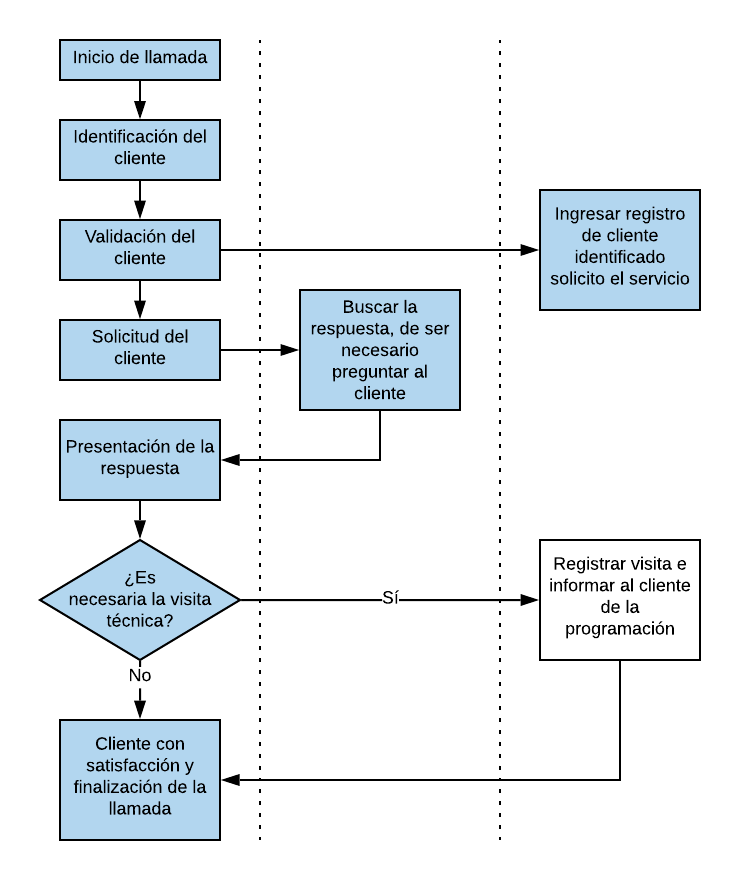 Inicio de llamada
Identificación del
cliente
Validación del
cliente
Ingresar registro
de cliente
identificado
solicito el servicio
Solicitud del
cliente
Buscar la
respuesta, de ser
necesario
preguntar al
cliente
Presentación de la
respuesta
¿Es
necesaria la visita
técnica?
Sí
Registrar visita e
informar al cliente
de la
programación
No
Cliente con
satisfacción y
finalización de la
llamada